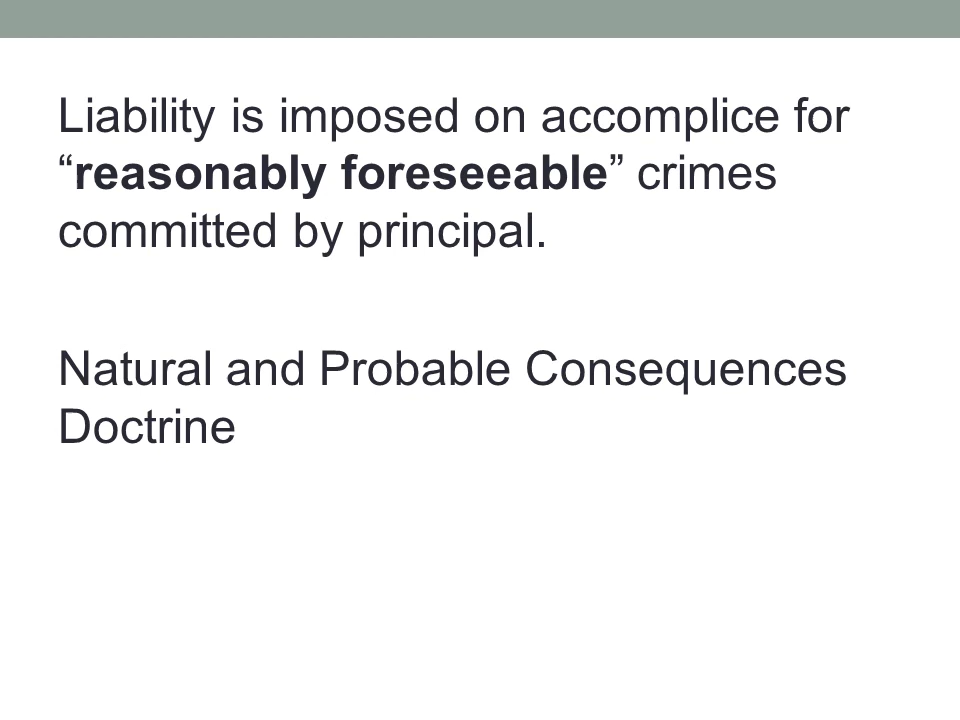 Liability is imposed on accomplice for
“reasonably foreseeable” crimes
committed by principal.
Natural and Probable Consequences
Doctrine